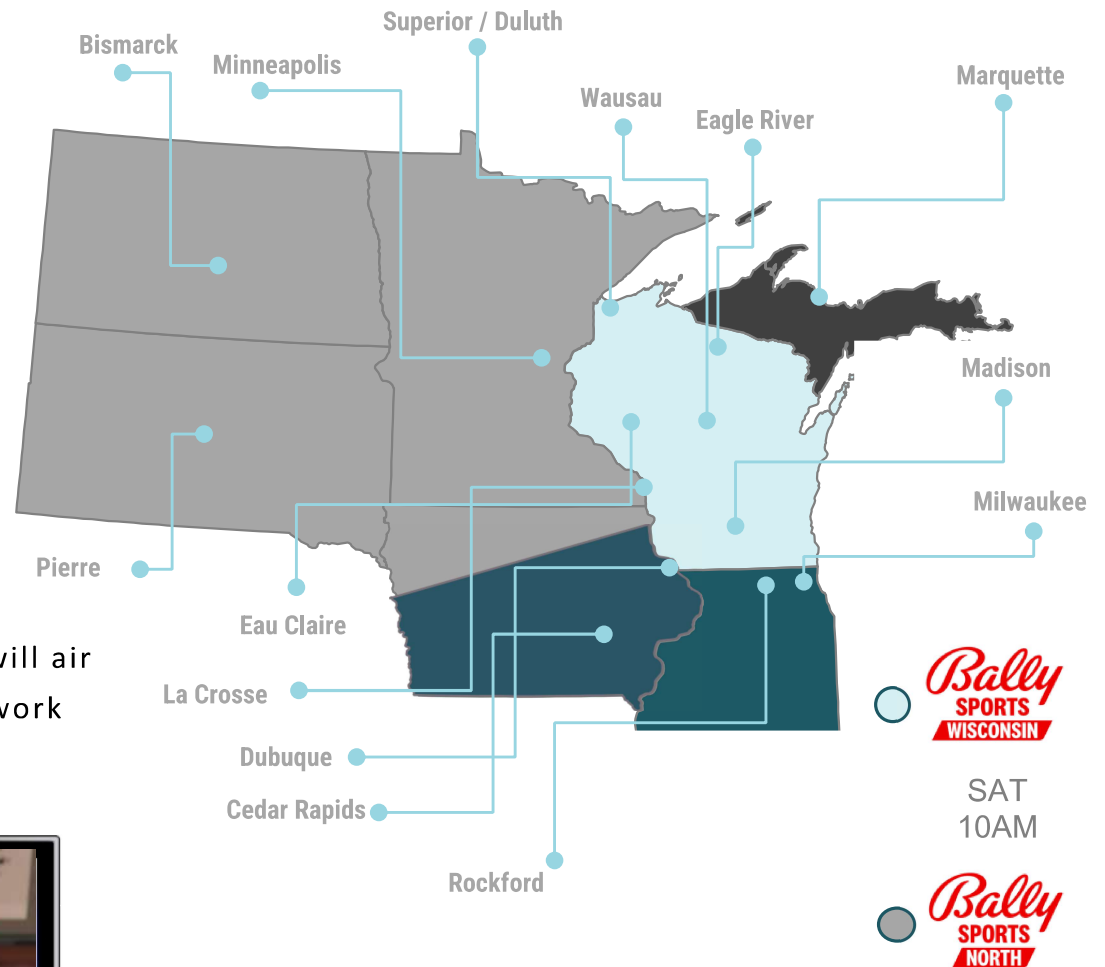 Superior / Duluth
Bismarck
Minneapolis
Marquette
Wausau
Eagle River
Madison
Milwaukee
Pierre
Eau Claire
will air
La Crosse
work
Dubuque
Cedar Rapids
Rockford
Bally
SPORTS
WISCONSIN
SAT
10AM
Bally
SPORTS
NORTH